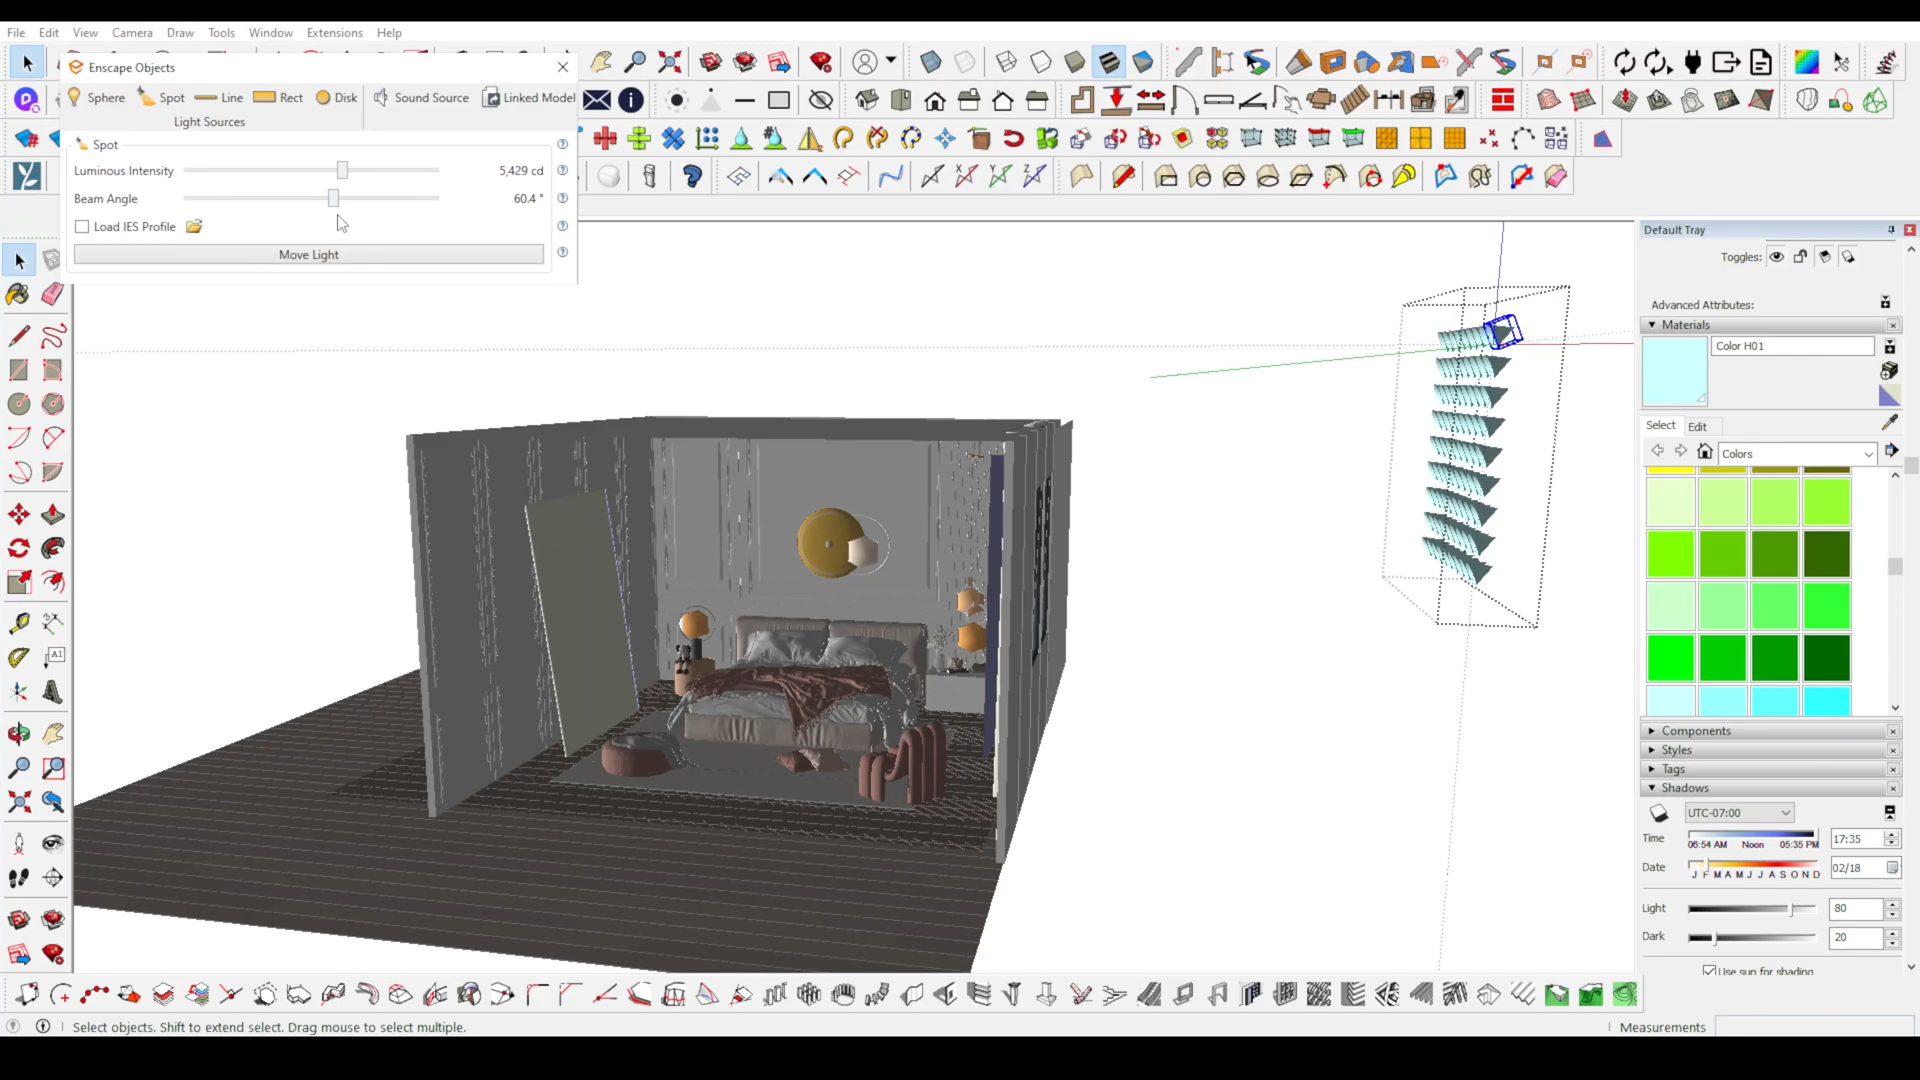 File Edit View Camera Draw Tools Window Extensions Help
Enscape Objects
Sphere Spot Line Rect Disk Sound Source Linked Model
Light Sources
Spot
Luminous Intensity 5,429 cd
Beam Angle 60.4 °
Load IES Profile
Move Light
Default Tray
Toggles:
Advanced Attributes:
Materials
Color H01
Select Edit
Colors
Components
Styles
Tags
Shadows
UTC-07:00
Time 06:54 AM Noon 05:35 PM 17:35
Date J F M A M J J A S O N D 02/18
Light 80
Dark 20
Use sun for shading
Select objects. Shift to extend select. Drag mouse to select multiple.
Measurements